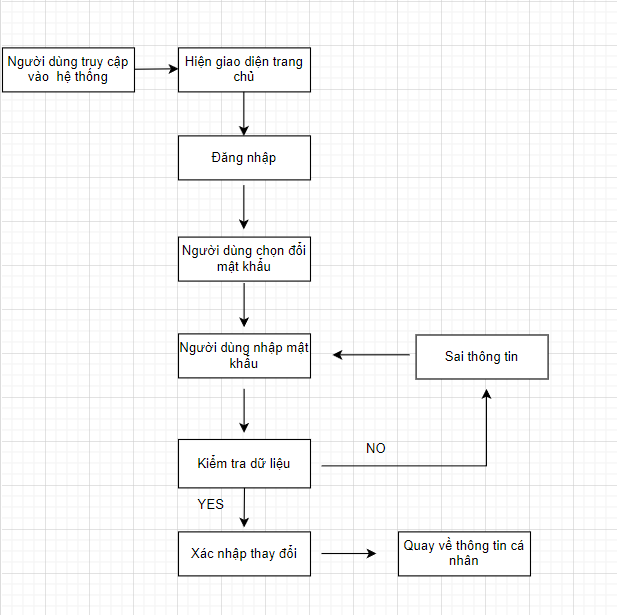 Người dùng truy cập
vào hệ thống
Hiện giao diện trang
chủ
Đăng nhập
Người dùng chọn đổi
mật khẩu
Người dùng nhập mật
khẩu
Sai thông tin
Kiểm tra dữ liệu
NO
YES
Xác nhập thay đổi
Quay về thông tin cá
nhân